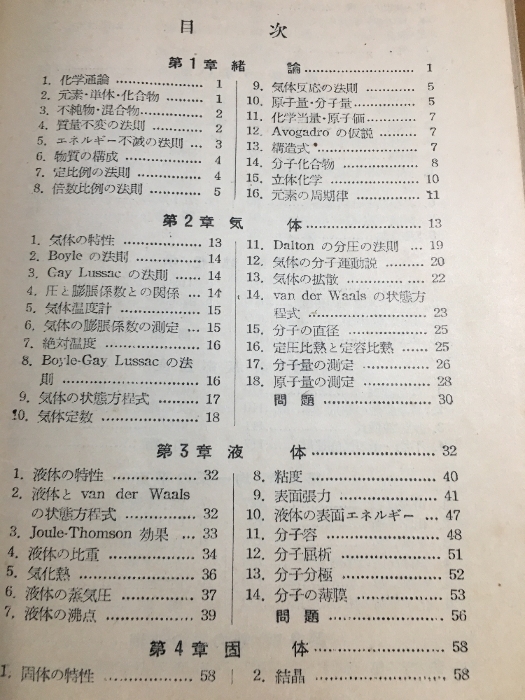 目 次
第1章 緒 論 …… 1
1. 化学通論 …… 1
2. 元素・単体・化合物 …… 1
3. 不純物・混合物 …… 2
4. 質量不変の法則 …… 2
5. エネルギー不滅の法則 … 3
6. 物質の構成 …… 4
7. 定比例の法則 …… 4
8. 倍数比例の法則 …… 5
9. 気体反応の法則 …… 5
10. 原子量・分子量 …… 5
11. 化学当量・原子価 …… 7
12. Avogadro の仮説 …… 7
13. 構造式 …… 7
14. 分子化合物 …… 8
15. 立体化学 …… 10
16. 元素の周期律 …… 11
第2章 気 体 …… 13
1. 気体の特性 …… 13
2. Boyle の法則 …… 14
3. Gay Lussac の法則 …… 14
4. 圧と膨脹係数との関係 … 14
5. 気体温度計 …… 15
6. 気体の膨脹係数の測定 … 15
7. 絶対温度 …… 16
8. Boyle-Gay Lussac の法
則 …… 16
9. 気体の状態方程式 …… 17
10. 気体定数 …… 18
11. Dalton の分圧の法則 … 19
12. 気体の分子運動説 …… 20
13. 気体の拡散 …… 22
14. van der Waals の状態方
程式 …… 23
15. 分子の直径 …… 25
16. 定圧比熱と定容比熱 …… 25
17. 分子量の測定 …… 26
18. 原子量の測定 …… 28
問 題 …… 30
第3章 液 体 …… 32
1. 液体の特性 …… 32
2. 液体と van der Waals
の状態方程式 …… 32
3. Joule-Thomson 効果 … 33
4. 液体の比重 …… 34
5. 気化熱 …… 36
6. 液体の蒸気圧 …… 37
7. 液体の沸点 …… 39
8. 粘度 …… 40
9. 表面張力 …… 41
10. 液体の表面エネルギー … 47
11. 分子容 …… 48
12. 分子屈折 …… 51
13. 分子分極 …… 52
14. 分子の薄膜 …… 53
問 題 …… 56
第4章 固 体 …… 58
1. 固体の特性 …… 58
2. 結晶 …… 58